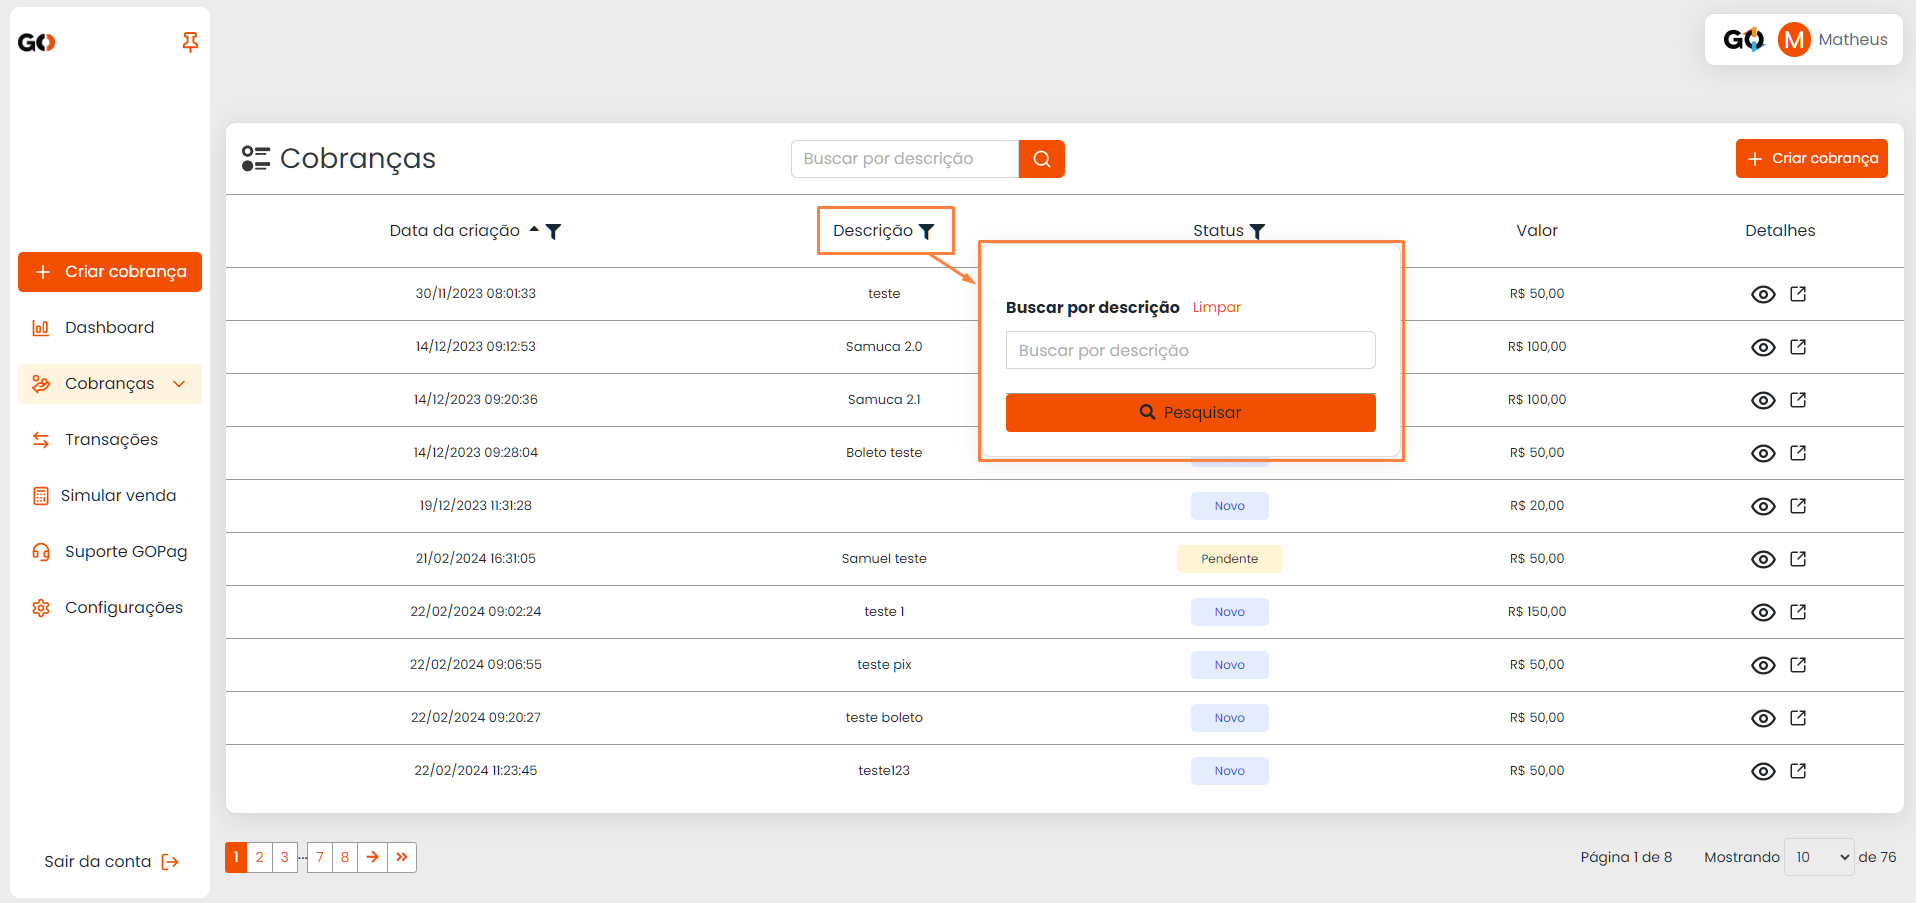 GO
GO M Matheus
Cobranças
Buscar por descrição
+ Criar cobrança
Data da criação
Descrição
Status
Valor
Detalhes
+ Criar cobrança
Dashboard
Cobranças
Transações
Simular venda
Suporte GOPag
Configurações
Sair da conta
30/11/2023 08:01:33 teste R$ 50,00
14/12/2023 09:12:53 Samuca 2.0 R$ 100,00
14/12/2023 09:20:36 Samuca 2.1 R$ 100,00
14/12/2023 09:28:04 Boleto teste R$ 50,00
19/12/2023 11:31:28 Novo R$ 20,00
21/02/2024 16:31:05 Samuel teste Pendente R$ 50,00
22/02/2024 09:02:24 teste 1 Novo R$ 150,00
22/02/2024 09:06:55 teste pix Novo R$ 50,00
22/02/2024 09:20:27 teste boleto Novo R$ 50,00
22/02/2024 11:23:45 teste123 Novo R$ 50,00
Buscar por descrição Limpar
Buscar por descrição
Pesquisar
1 2 3 ... 7 8
Página 1 de 8
Mostrando 10 de 76